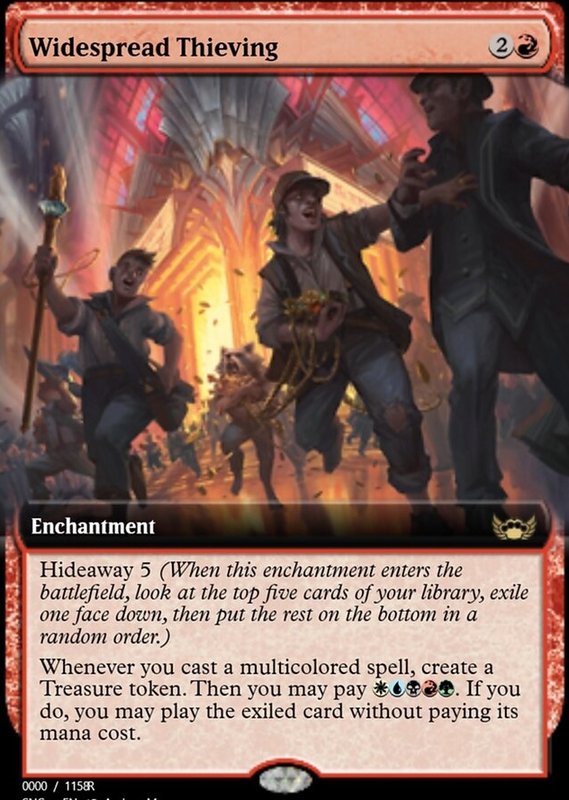 Widespread Thieving 2
Enchantment
Hideaway 5 (When this enchantment enters the
battlefield, look at the top five cards of your library, exile
one face down, then put the rest on the bottom in a
random order.)
Whenever you cast a multicolored spell, create a
Treasure token. Then you may pay . If you
do, you may play the exiled card without paying its
mana cost.
0000 / 1158R